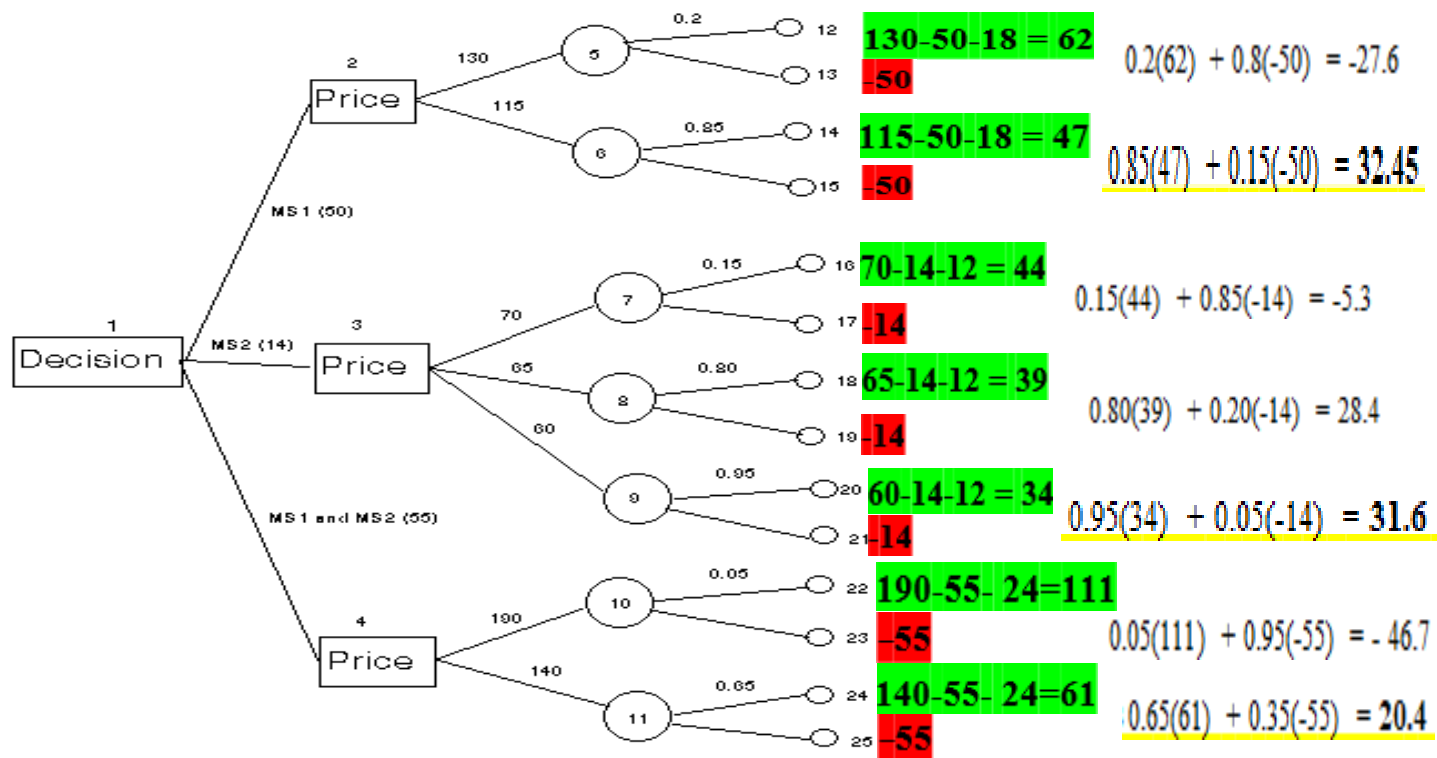 0.2
12
130-50-18 = 62
2
130
5
0.2(62) + 0.8(-50) = -27.6
Price
13
-50
115
0.85
14
115-50-18 = 47
6
0.85(47) + 0.15(-50) = 32.45
15
-50
MS1 (50)
0.15
16
70-14-12 = 44
7
0.15(44) + 0.85(-14) = -5.3
1
3
70
17
-14
Decision
MS2 (14)
Price
65
0.80
18
65-14-12 = 39
8
0.80(39) + 0.20(-14) = 28.4
60
19
-14
0.95
20
60-14-12 = 34
9
MS1 and MS2 (55)
0.95(34) + 0.05(-14) = 31.6
21
-14
0.05
22
190-55- 24=111
4
190
10
0.05(111) + 0.95(-55) = - 46.7
23
-55
Price
140
0.65
24
140-55- 24=61
11
0.65(61) + 0.35(-55) = 20.4
25
-55